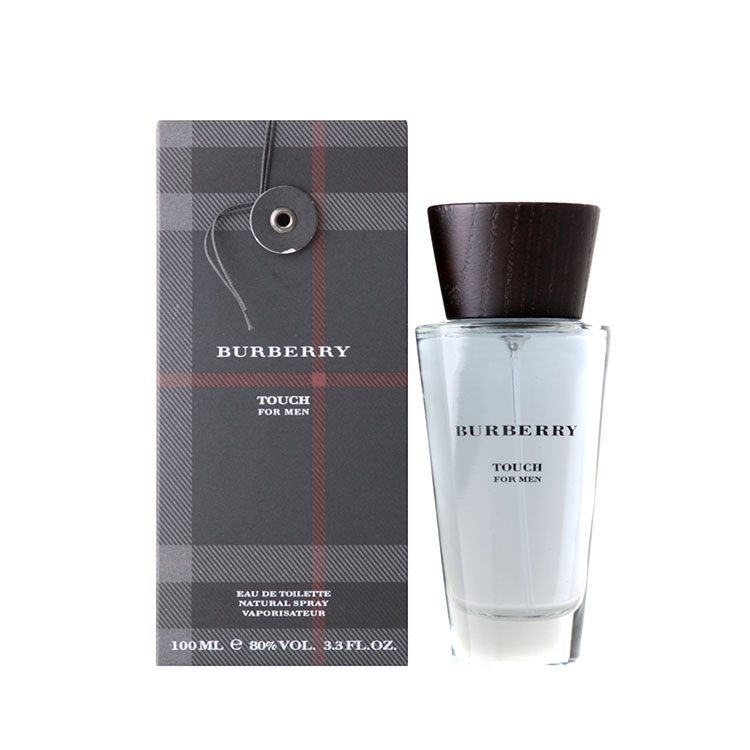 BURBERRY
TOUCH
FOR MEN
EAU DE TOILETTE
NATURAL SPRAY
VAPORISATEUR
100 ML ℮ 80% VOL. 3.3 FL.OZ.
BURBERRY
TOUCH
FOR MEN